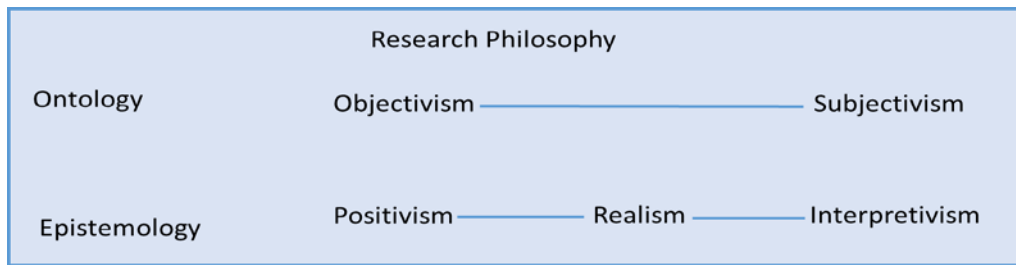 Research Philosophy
Ontology Objectivism Subjectivism
Epistemology Positivism Realism Interpretivism